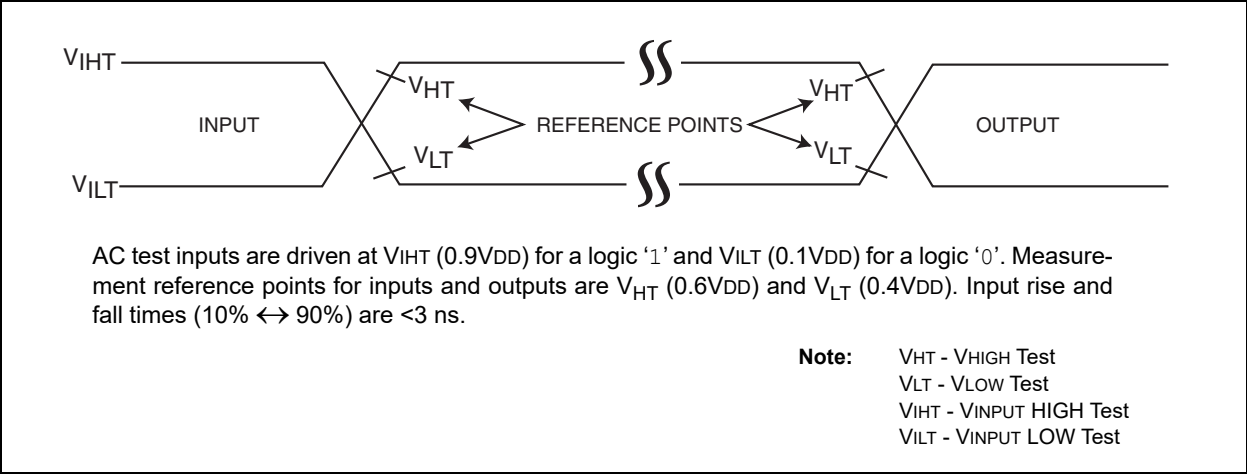 VIHT
VHT
VHT
INPUT
REFERENCE POINTS
OUTPUT
VLT
VLT
VILT
AC test inputs are driven at VIHT (0.9VDD) for a logic ‘1’ and VILT (0.1VDD) for a logic ‘0’. Measure-
ment reference points for inputs and outputs are VHT (0.6VDD) and VLT (0.4VDD). Input rise and
fall times (10% ↔ 90%) are <3 ns.
Note: VHT - VHIGH Test
VLT - VLOW Test
VIHT - VINPUT HIGH Test
VILT - VINPUT LOW Test